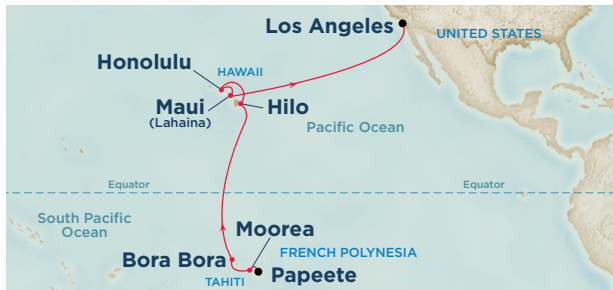 Los Angeles
UNITED STATES
Honolulu
HAWAII
Maui
(Lahaina)
Hilo
Pacific Ocean
Equator
Equator
South Pacific
Ocean
Moorea
FRENCH POLYNESIA
Bora Bora
TAHITI
Papeete